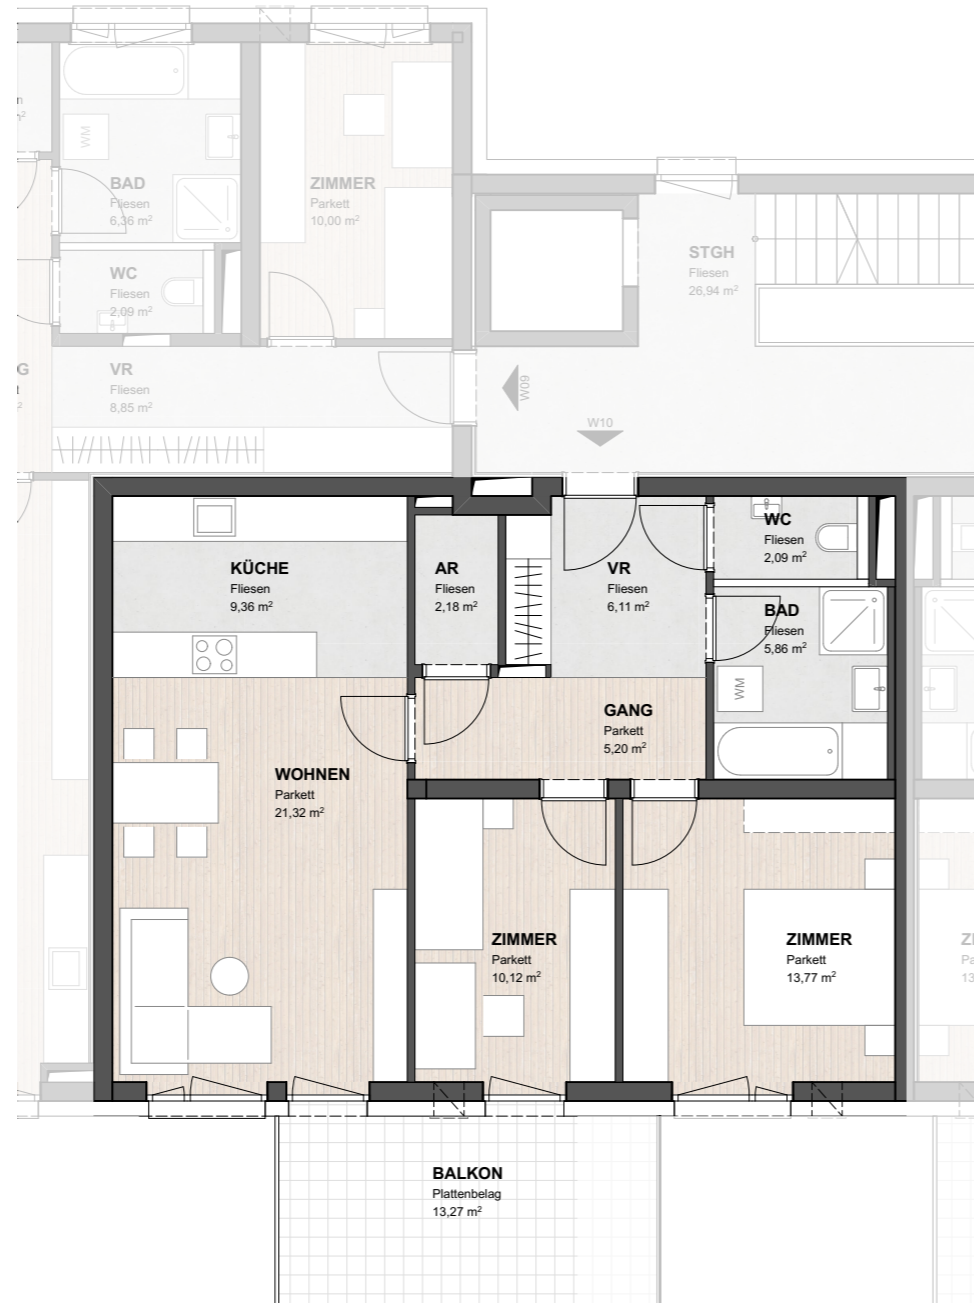 BAD
Fliesen
6,36 m²
WM
ZIMMER
Parkett
10,00 m²
WC
Fliesen
2,09 m²
STGH
Fliesen
26,94 m²
VR
Fliesen
8,85 m²
W09
W10
KÜCHE
Fliesen
9,36 m²
AR
Fliesen
2,18 m²
VR
Fliesen
6,11 m²
WC
Fliesen
2,09 m²
BAD
Fliesen
5,86 m²
WM
GANG
Parkett
5,20 m²
WOHNEN
Parkett
21,32 m²
ZIMMER
Parkett
10,12 m²
ZIMMER
Parkett
13,77 m²
ZI
Pa
13
BALKON
Plattenbelag
13,27 m²